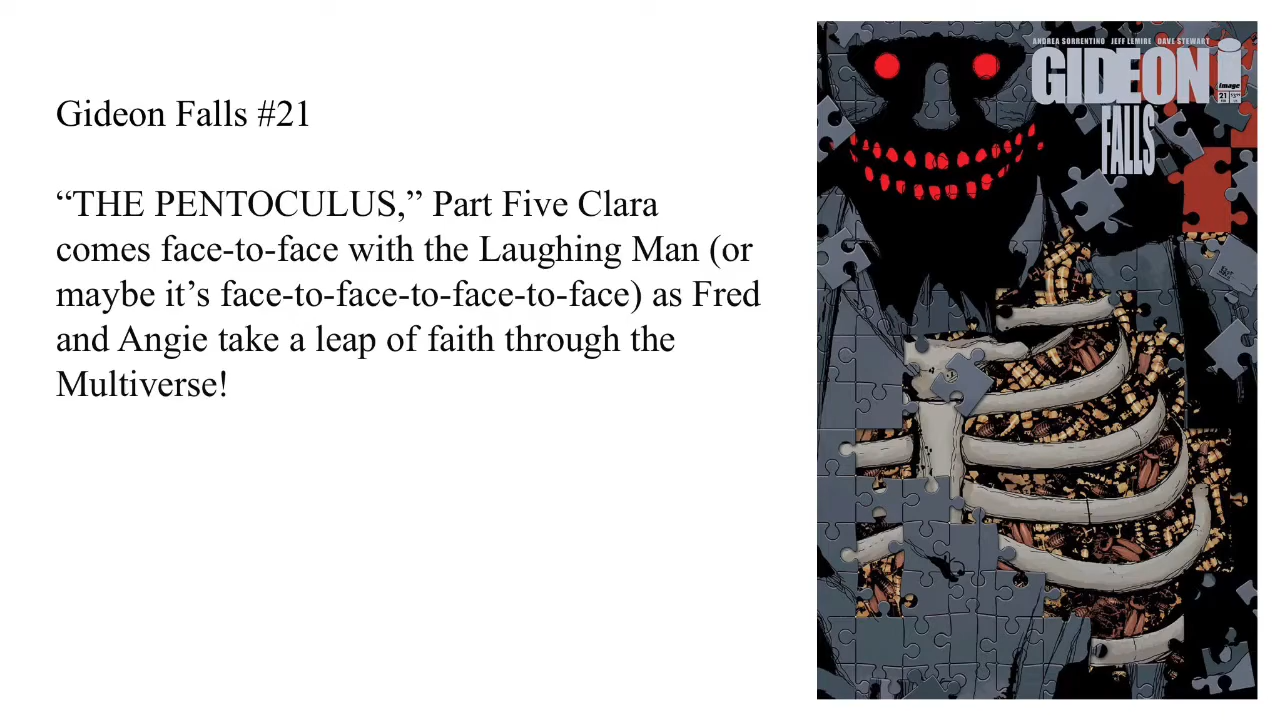 Gideon Falls #21
“THE PENTOCULUS,” Part Five Clara
comes face-to-face with the Laughing Man (or
maybe it’s face-to-face-to-face-to-face) as Fred
and Angie take a leap of faith through the
Multiverse!
ANDREA SORRENTINO JEFF LEMIRE DAVE STEWART
GIDEON
FALLS
image
21